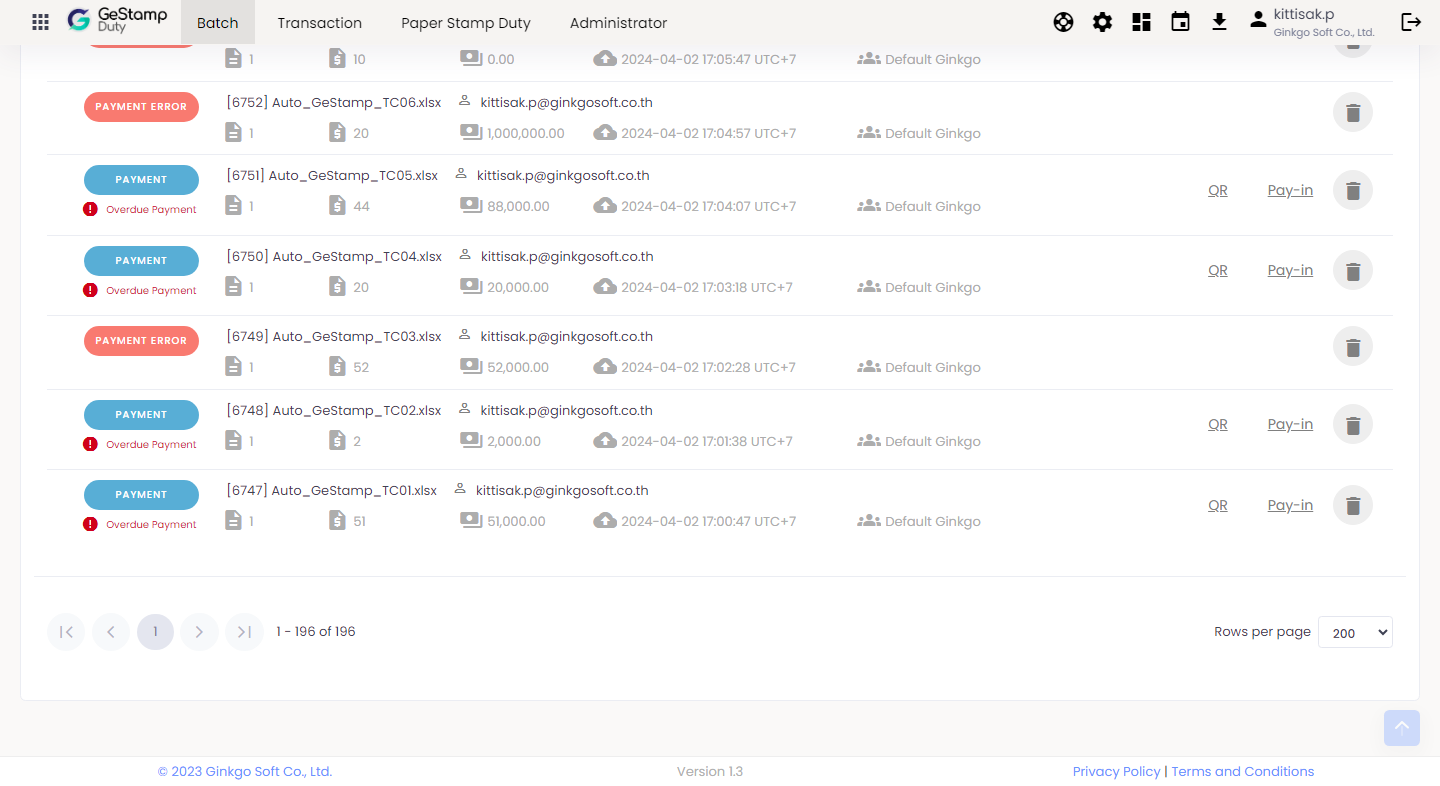 GeStamp Duty Batch Transaction Paper Stamp Duty Administrator kittisak.p
Ginkgo Soft Co., Ltd.
1 10 0.00 2024-04-02 17:05:47 UTC+7 Default Ginkgo
PAYMENT ERROR [6752] Auto_GeStamp_TC06.xlsx kittisak.p@ginkgosoft.co.th
1 20 1,000,000.00 2024-04-02 17:04:57 UTC+7 Default Ginkgo
PAYMENT [6751] Auto_GeStamp_TC05.xlsx kittisak.p@ginkgosoft.co.th QR Pay-in
Overdue Payment 1 44 88,000.00 2024-04-02 17:04:07 UTC+7 Default Ginkgo
PAYMENT [6750] Auto_GeStamp_TC04.xlsx kittisak.p@ginkgosoft.co.th QR Pay-in
Overdue Payment 1 20 20,000.00 2024-04-02 17:03:18 UTC+7 Default Ginkgo
PAYMENT ERROR [6749] Auto_GeStamp_TC03.xlsx kittisak.p@ginkgosoft.co.th
1 52 52,000.00 2024-04-02 17:02:28 UTC+7 Default Ginkgo
PAYMENT [6748] Auto_GeStamp_TC02.xlsx kittisak.p@ginkgosoft.co.th QR Pay-in
Overdue Payment 1 2 2,000.00 2024-04-02 17:01:38 UTC+7 Default Ginkgo
PAYMENT [6747] Auto_GeStamp_TC01.xlsx kittisak.p@ginkgosoft.co.th QR Pay-in
Overdue Payment 1 51 51,000.00 2024-04-02 17:00:47 UTC+7 Default Ginkgo
1 1 - 196 of 196 Rows per page 200
© 2023 Ginkgo Soft Co., Ltd. Version 1.3 Privacy Policy | Terms and Conditions